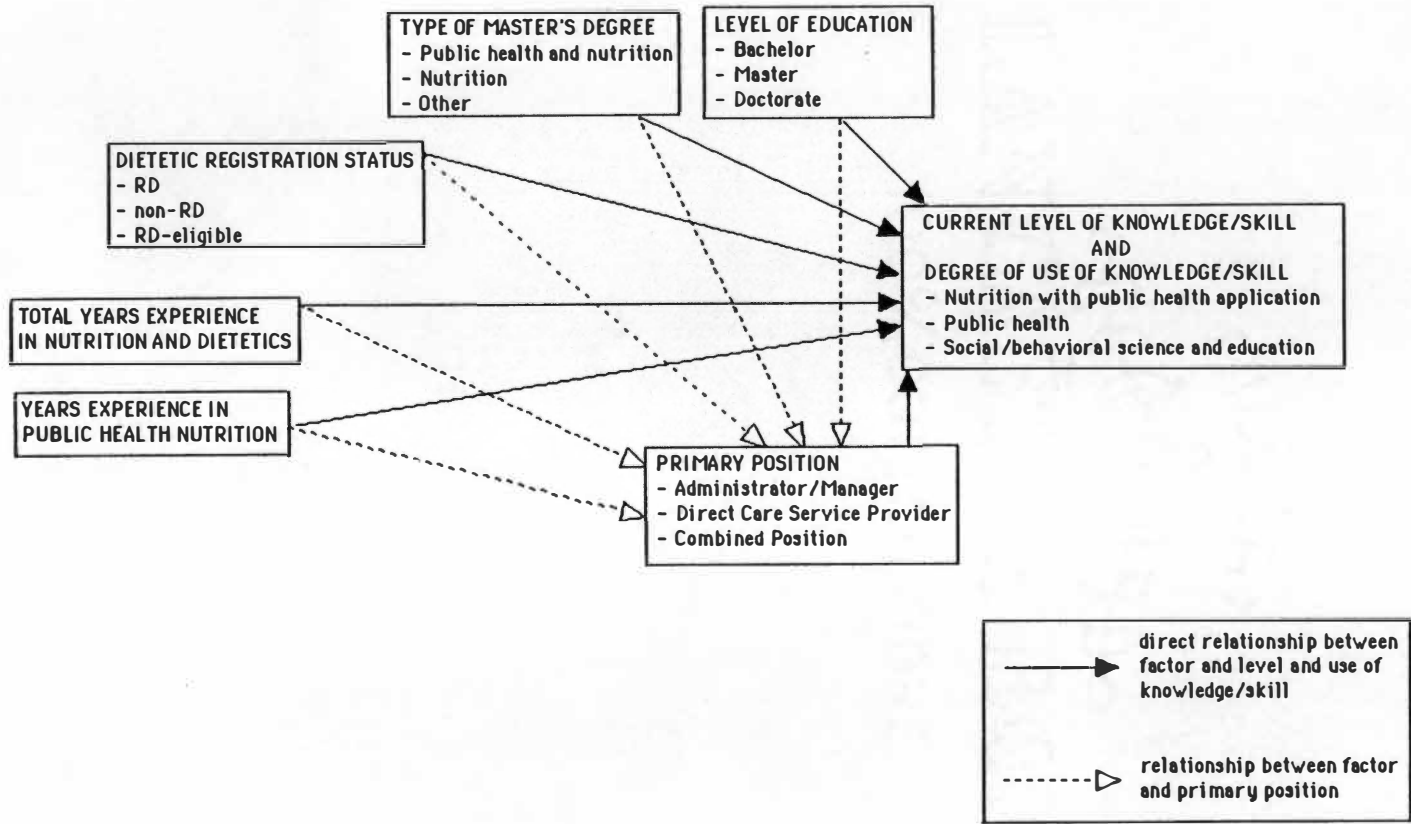 TYPE OF MASTER'S DEGREE
- Public health and nutrition
- Nutrition
- Other
LEVEL OF EDUCATION
- Bachelor
- Master
- Doctorate
DIETETIC REGISTRATION STATUS
- RD
- non-RD
- RD-eligible
CURRENT LEVEL OF KNOWLEDGE/SKILL
AND
DEGREE OF USE OF KNOWLEDGE/SKILL
- Nutrition with public health application
- Public health
- Social/behavioral science and education
TOTAL YEARS EXPERIENCE
IN NUTRITION AND DIETETICS
YEARS EXPERIENCE IN
PUBLIC HEALTH NUTRITION
PRIMARY POSITION
- Administrator/Manager
- Direct Care Service Provider
- Combined Position
direct relationship between
factor and level and use of
knowledge/skill
relationship between factor
and primary position